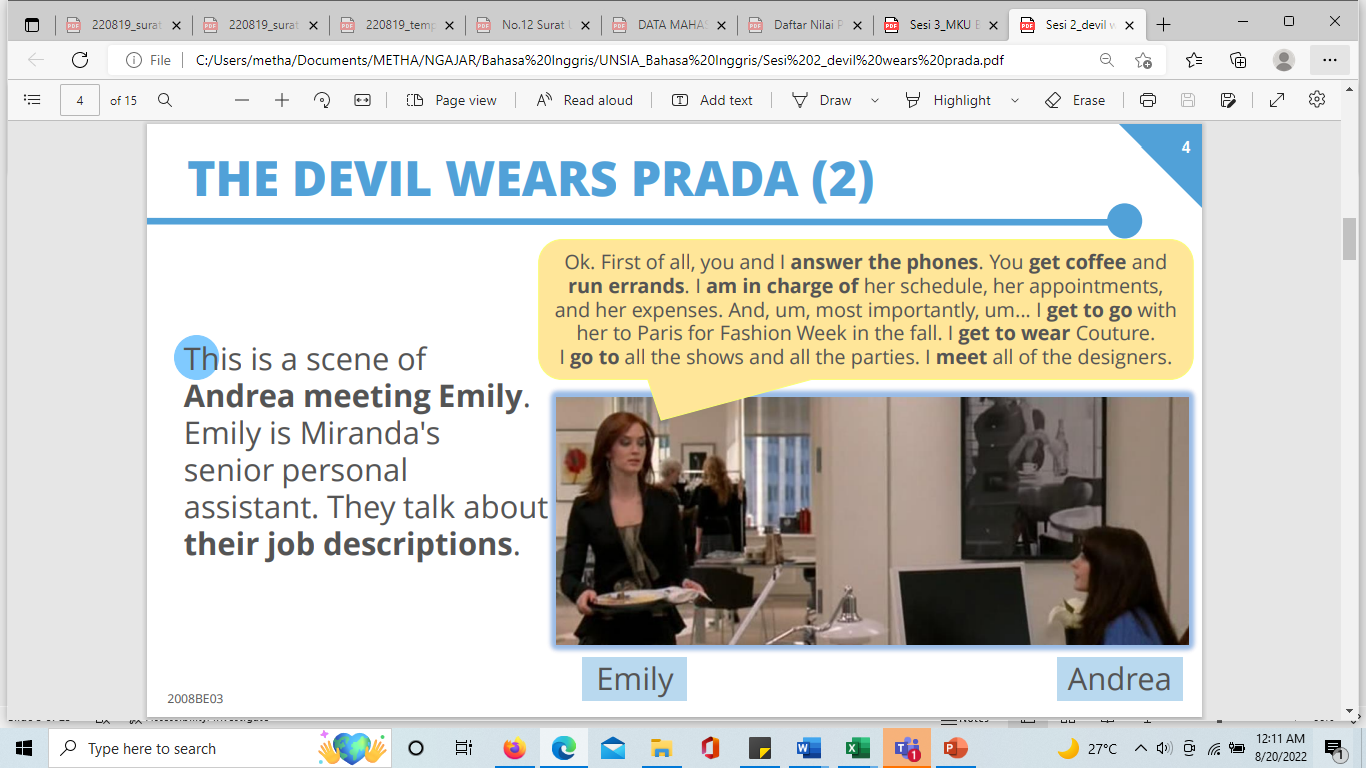 220819_surat
220819_surat
220819_temp
No.12 Surat
DATA MAHAS
Daftar Nilai P
Sesi 3_MKU B
Sesi 2_devil w
File
C:/Users/metha/Documents/METHA/NGAJAR/Bahasa%20Inggris/UNSIA_Bahasa%20Inggris/Sesi%202_devil%20wears%20prada.pdf
4 of 15
Page view
Read aloud
Add text
Draw
Highlight
Erase
4
THE DEVIL WEARS PRADA (2)
Ok. First of all, you and I answer the phones. You get coffee and
run errands. I am in charge of her schedule, her appointments,
and her expenses. And, um, most importantly, um... I get to go with
her to Paris for Fashion Week in the fall. I get to wear Couture.
I go to all the shows and all the parties. I meet all of the designers.
This is a scene of
Andrea meeting Emily.
Emily is Miranda's
senior personal
assistant. They talk about
their job descriptions.
Emily
Andrea
2008BE03
Type here to search
1
27°C
12:11 AM
8/20/2022
1